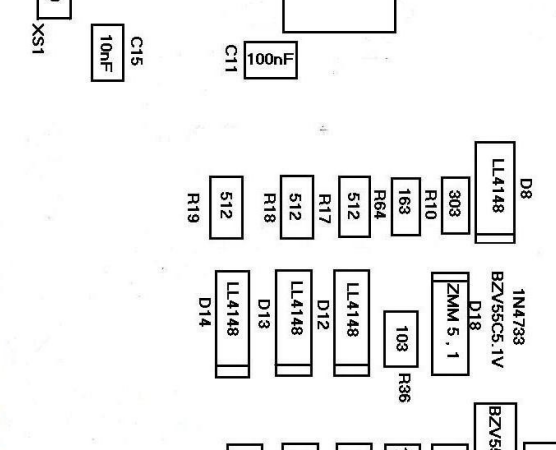 XS1
10nF
C15
C11
100nF
R19
512
R18
512
R17
512
R64
163
R10
303
LL4148
D8
D14
LL4148
D13
LL4148
D12
LL4148
103
R36
ZMM 5,1
D18
BZV55C5.1V
1N4733